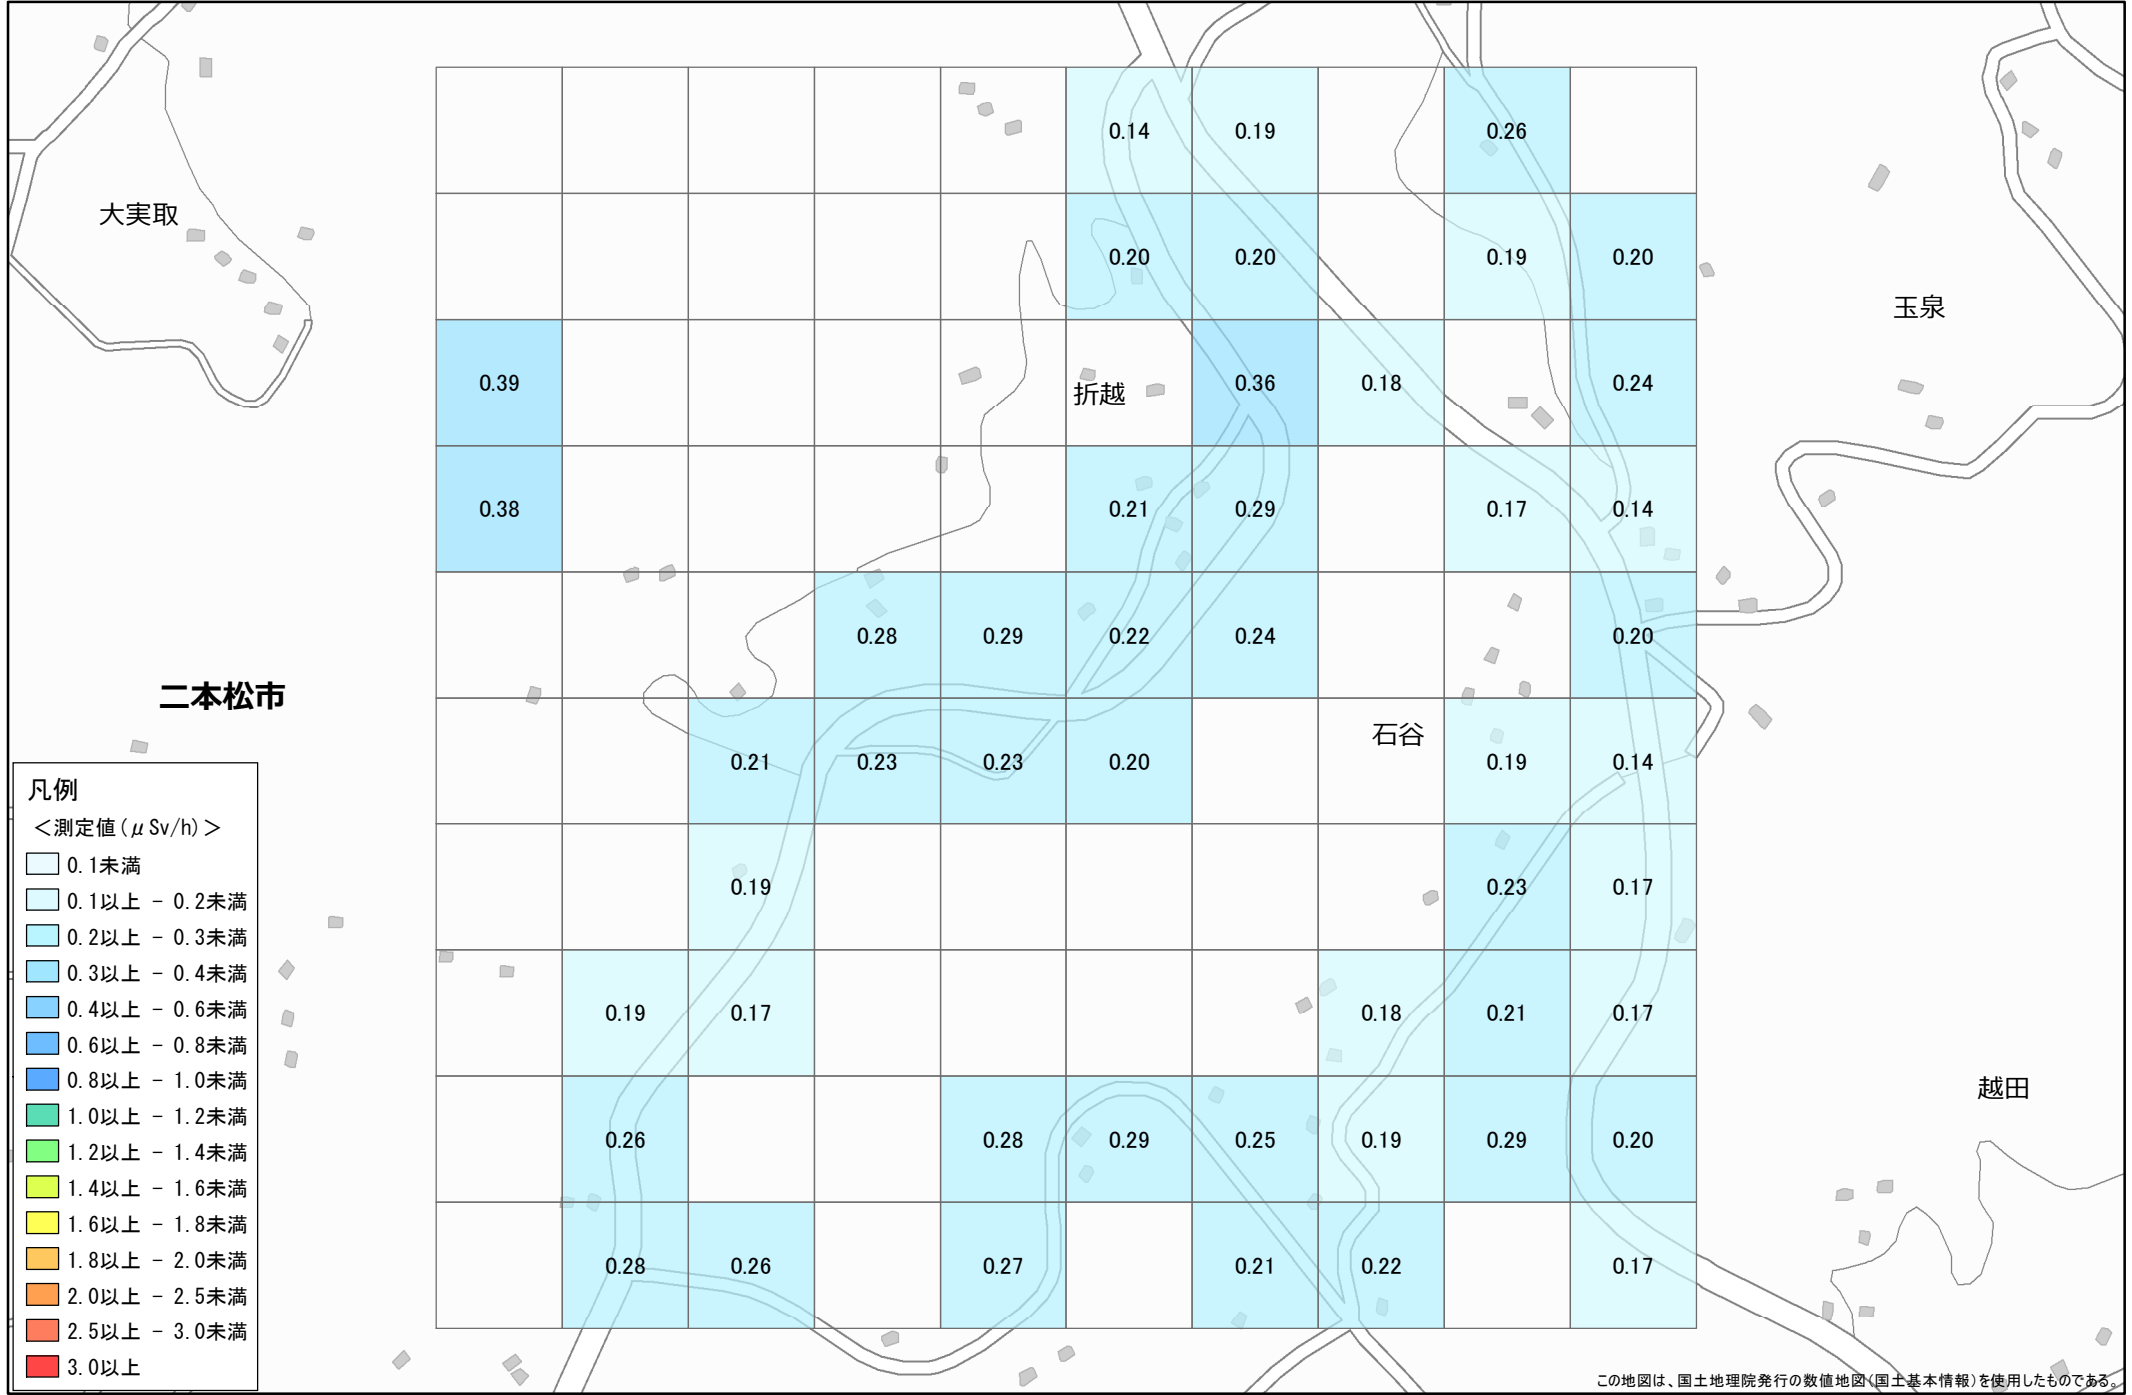 0.14 0.19 0.26
大実取
0.20 0.20 0.19 0.20
玉泉
0.39 0.36 0.18 0.24
折越
0.38 0.21 0.29 0.17 0.14
0.28 0.29 0.22 0.24 0.20
二本松市
石谷
0.21 0.23 0.23 0.20 0.19 0.14
0.19 0.23 0.17
0.19 0.17 0.18 0.21 0.17
越田
0.26 0.28 0.29 0.25 0.19 0.29 0.20
0.28 0.26 0.27 0.21 0.22 0.17
凡例
＜測定値(μSv/h)＞
0.1未満
0.1以上 - 0.2未満
0.2以上 - 0.3未満
0.3以上 - 0.4未満
0.4以上 - 0.6未満
0.6以上 - 0.8未満
0.8以上 - 1.0未満
1.0以上 - 1.2未満
1.2以上 - 1.4未満
1.4以上 - 1.6未満
1.6以上 - 1.8未満
1.8以上 - 2.0未満
2.0以上 - 2.5未満
2.5以上 - 3.0未満
3.0以上
この地図は、国土地理院発行の数値地図(国土基本情報)を使用したものである。